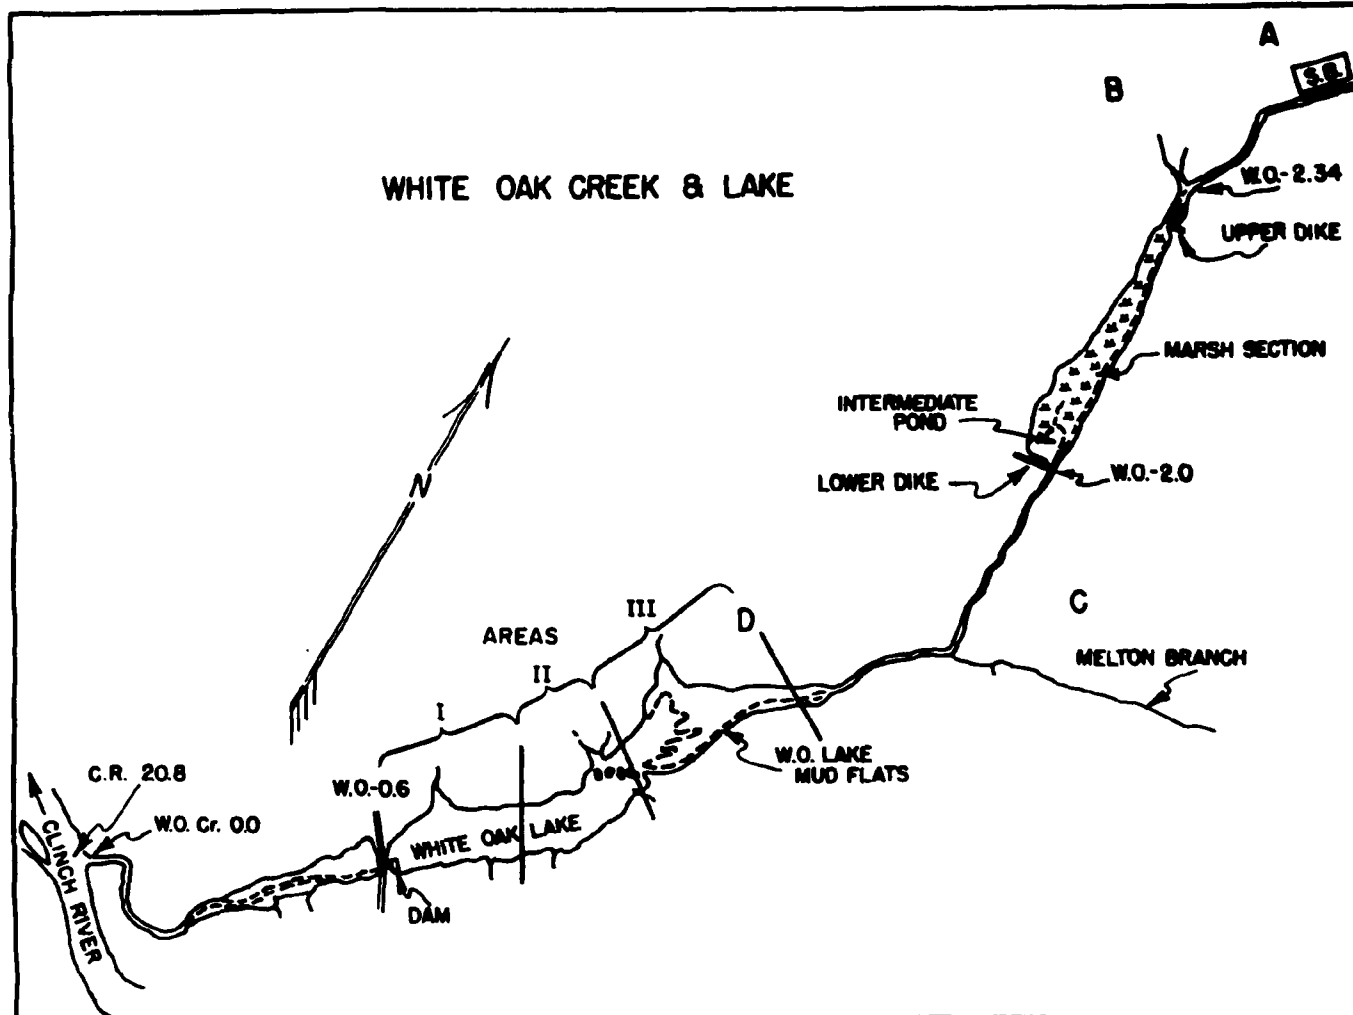 A
S.B.
B
WHITE OAK CREEK & LAKE
W.O.-2.34
UPPER DIKE
MARSH SECTION
INTERMEDIATE
POND
LOWER DIKE
W.O.-2.0
N
III
D
C
AREAS
II
MELTON BRANCH
I
W.O. LAKE
MUD FLATS
C.R. 20.8
W.O.-0.6
W.O. Cr. 0.0
WHITE OAK LAKE
CLINCH RIVER
DAM